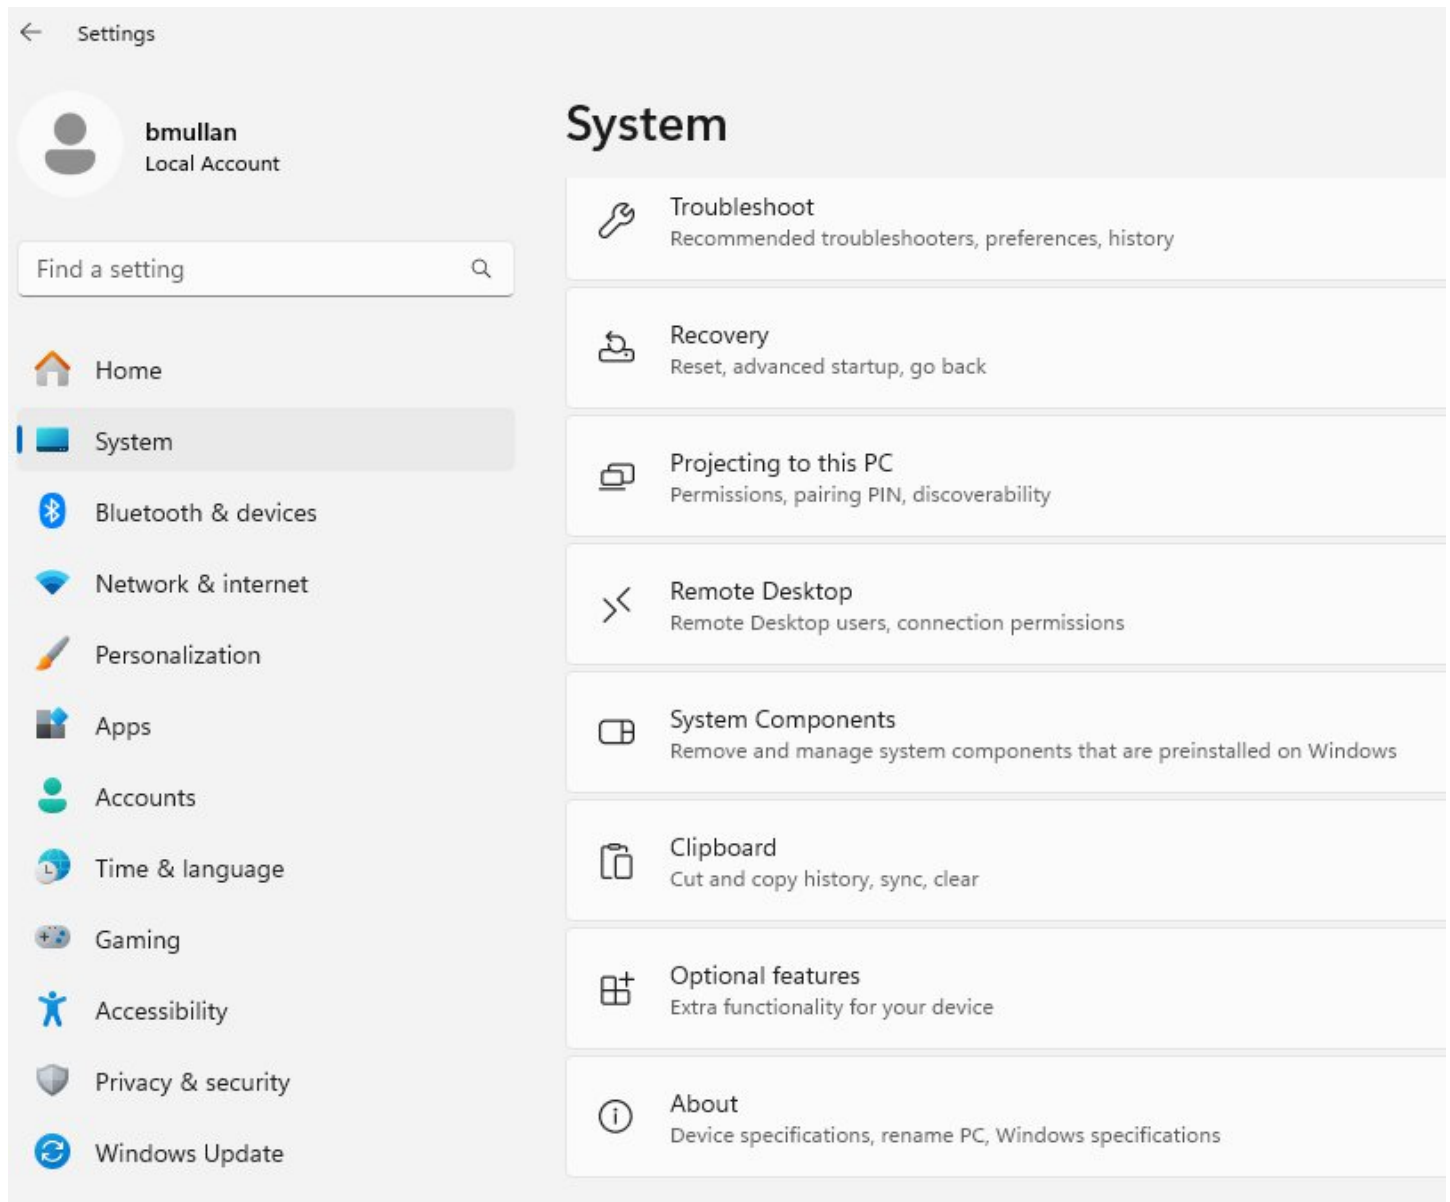 Settings
bmullan
Local Account
Find a setting
Home
System
Bluetooth & devices
Network & internet
Personalization
Apps
Accounts
Time & language
Gaming
Accessibility
Privacy & security
Windows Update
System
Troubleshoot
Recommended troubleshooters, preferences, history
Recovery
Reset, advanced startup, go back
Projecting to this PC
Permissions, pairing PIN, discoverability
Remote Desktop
Remote Desktop users, connection permissions
System Components
Remove and manage system components that are preinstalled on Windows
Clipboard
Cut and copy history, sync, clear
Optional features
Extra functionality for your device
About
Device specifications, rename PC, Windows specifications